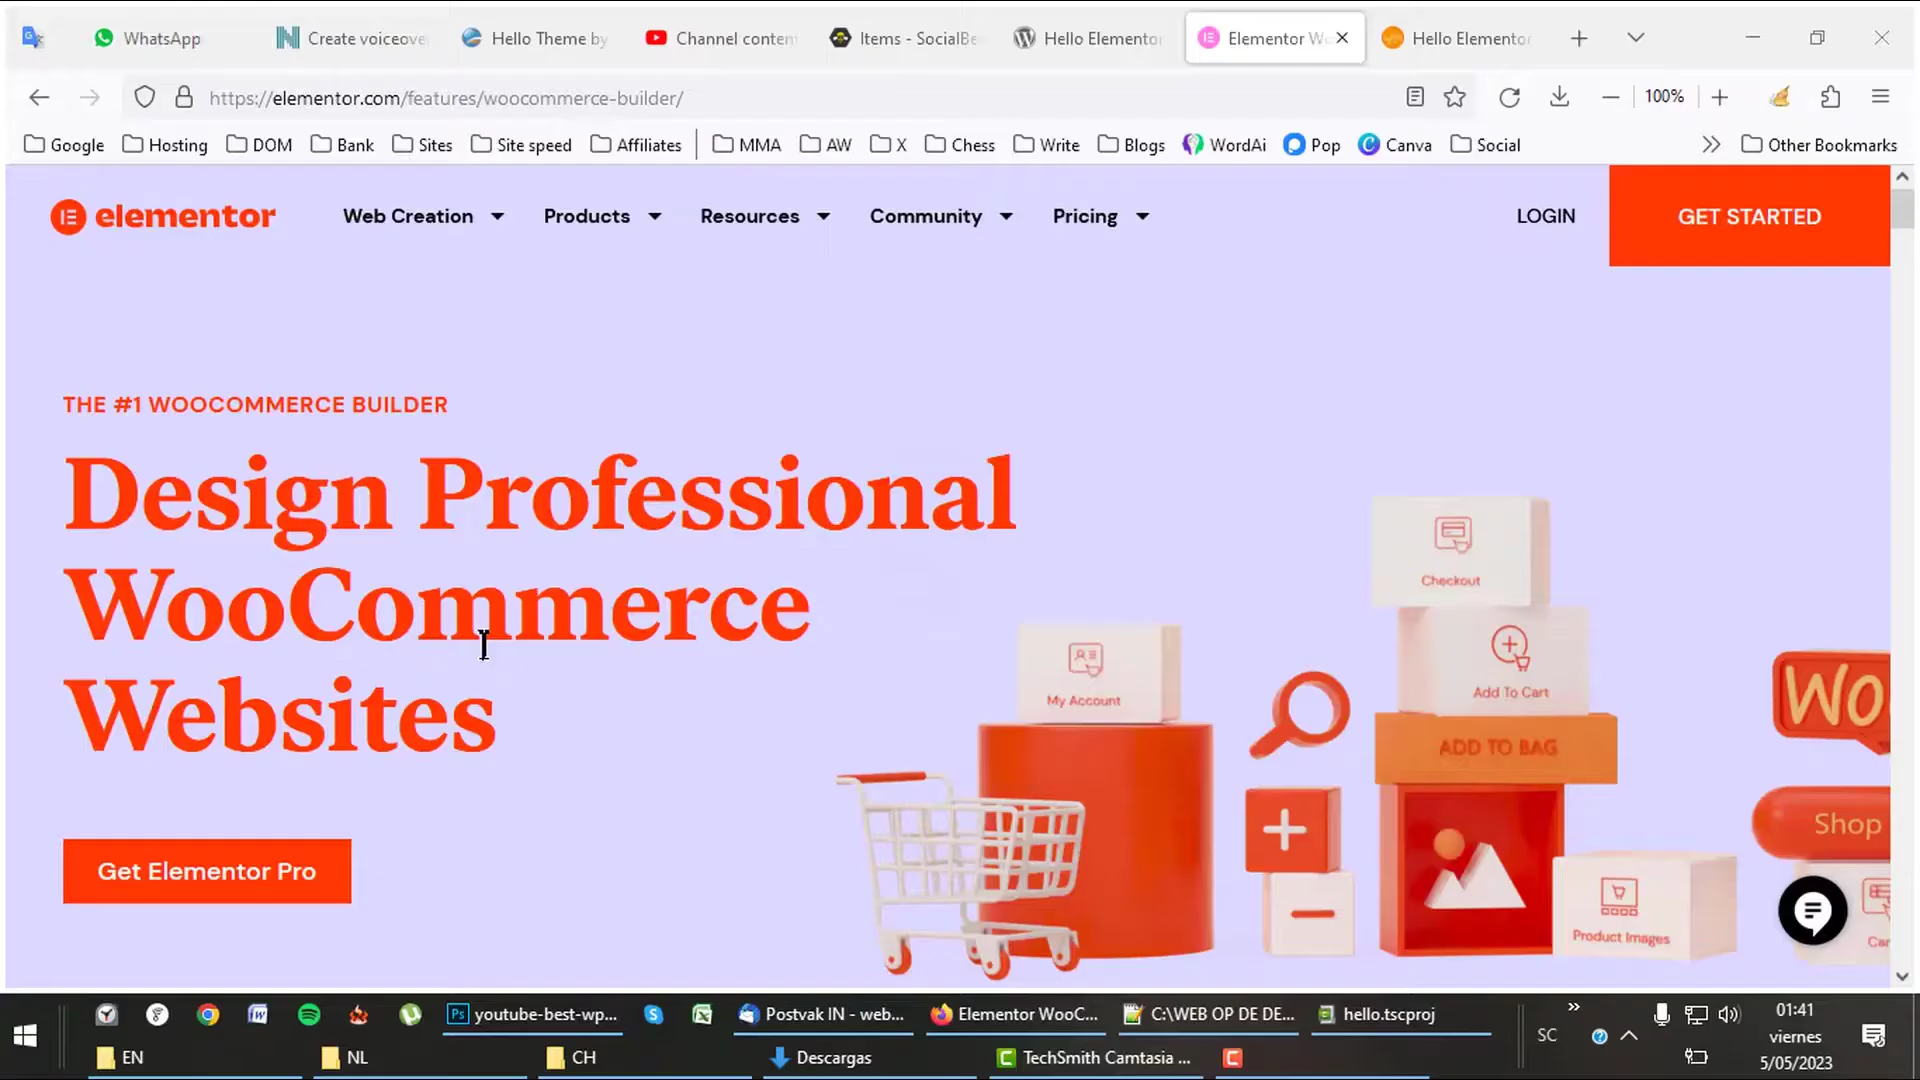 WhatsApp
Create voiceove
Hello Theme by
Channel conten
Items - SocialBe
Hello Elementor
Elementor W
Hello Elemento
https://elementor.com/features/woocommerce-builder/
100%
Google
Hosting
DOM
Bank
Sites
Site speed
Affiliates
MMA
AW
X
Chess
Write
Blogs
WordAi
Pop
Canva
Social
Other Bookmarks
elementor
Web Creation
Products
Resources
Community
Pricing
LOGIN
GET STARTED
THE #1 WOOCOMMERCE BUILDER
Design Professional
WooCommerce
Websites
Get Elementor Pro
Checkout
My Account
Add To Cart
ADD TO BAG
Product Images
Wo
Shop
Car
youtube-best-wp...
Postvak IN - web...
Elementor WooC...
C:\WEB OP DE DE...
hello.tscproj
SC
01:41
viernes
5/05/2023
EN
NL
CH
Descargas
TechSmith Camtasia ...